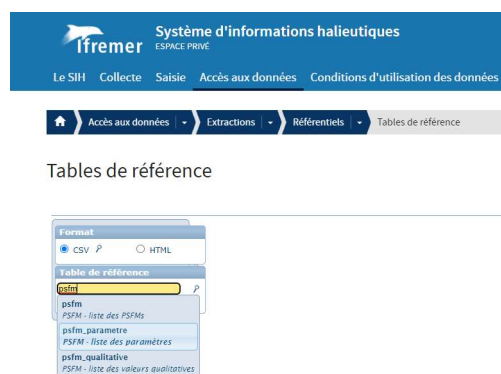 Ifremer
Système d'informations halieutiques
ESPACE PRIVÉ
Le SIH Collecte Saisie Accès aux données Conditions d'utilisation des données
Accès aux données Extractions Référentiels Tables de référence
Tables de référence
Format
CSV HTML
Table de référence
psfm
psfm
PSFM - liste des PSFMs
psfm_parametre
PSFM - liste des paramètres
psfm_qualitative
PSFM - liste des valeurs qualitatives